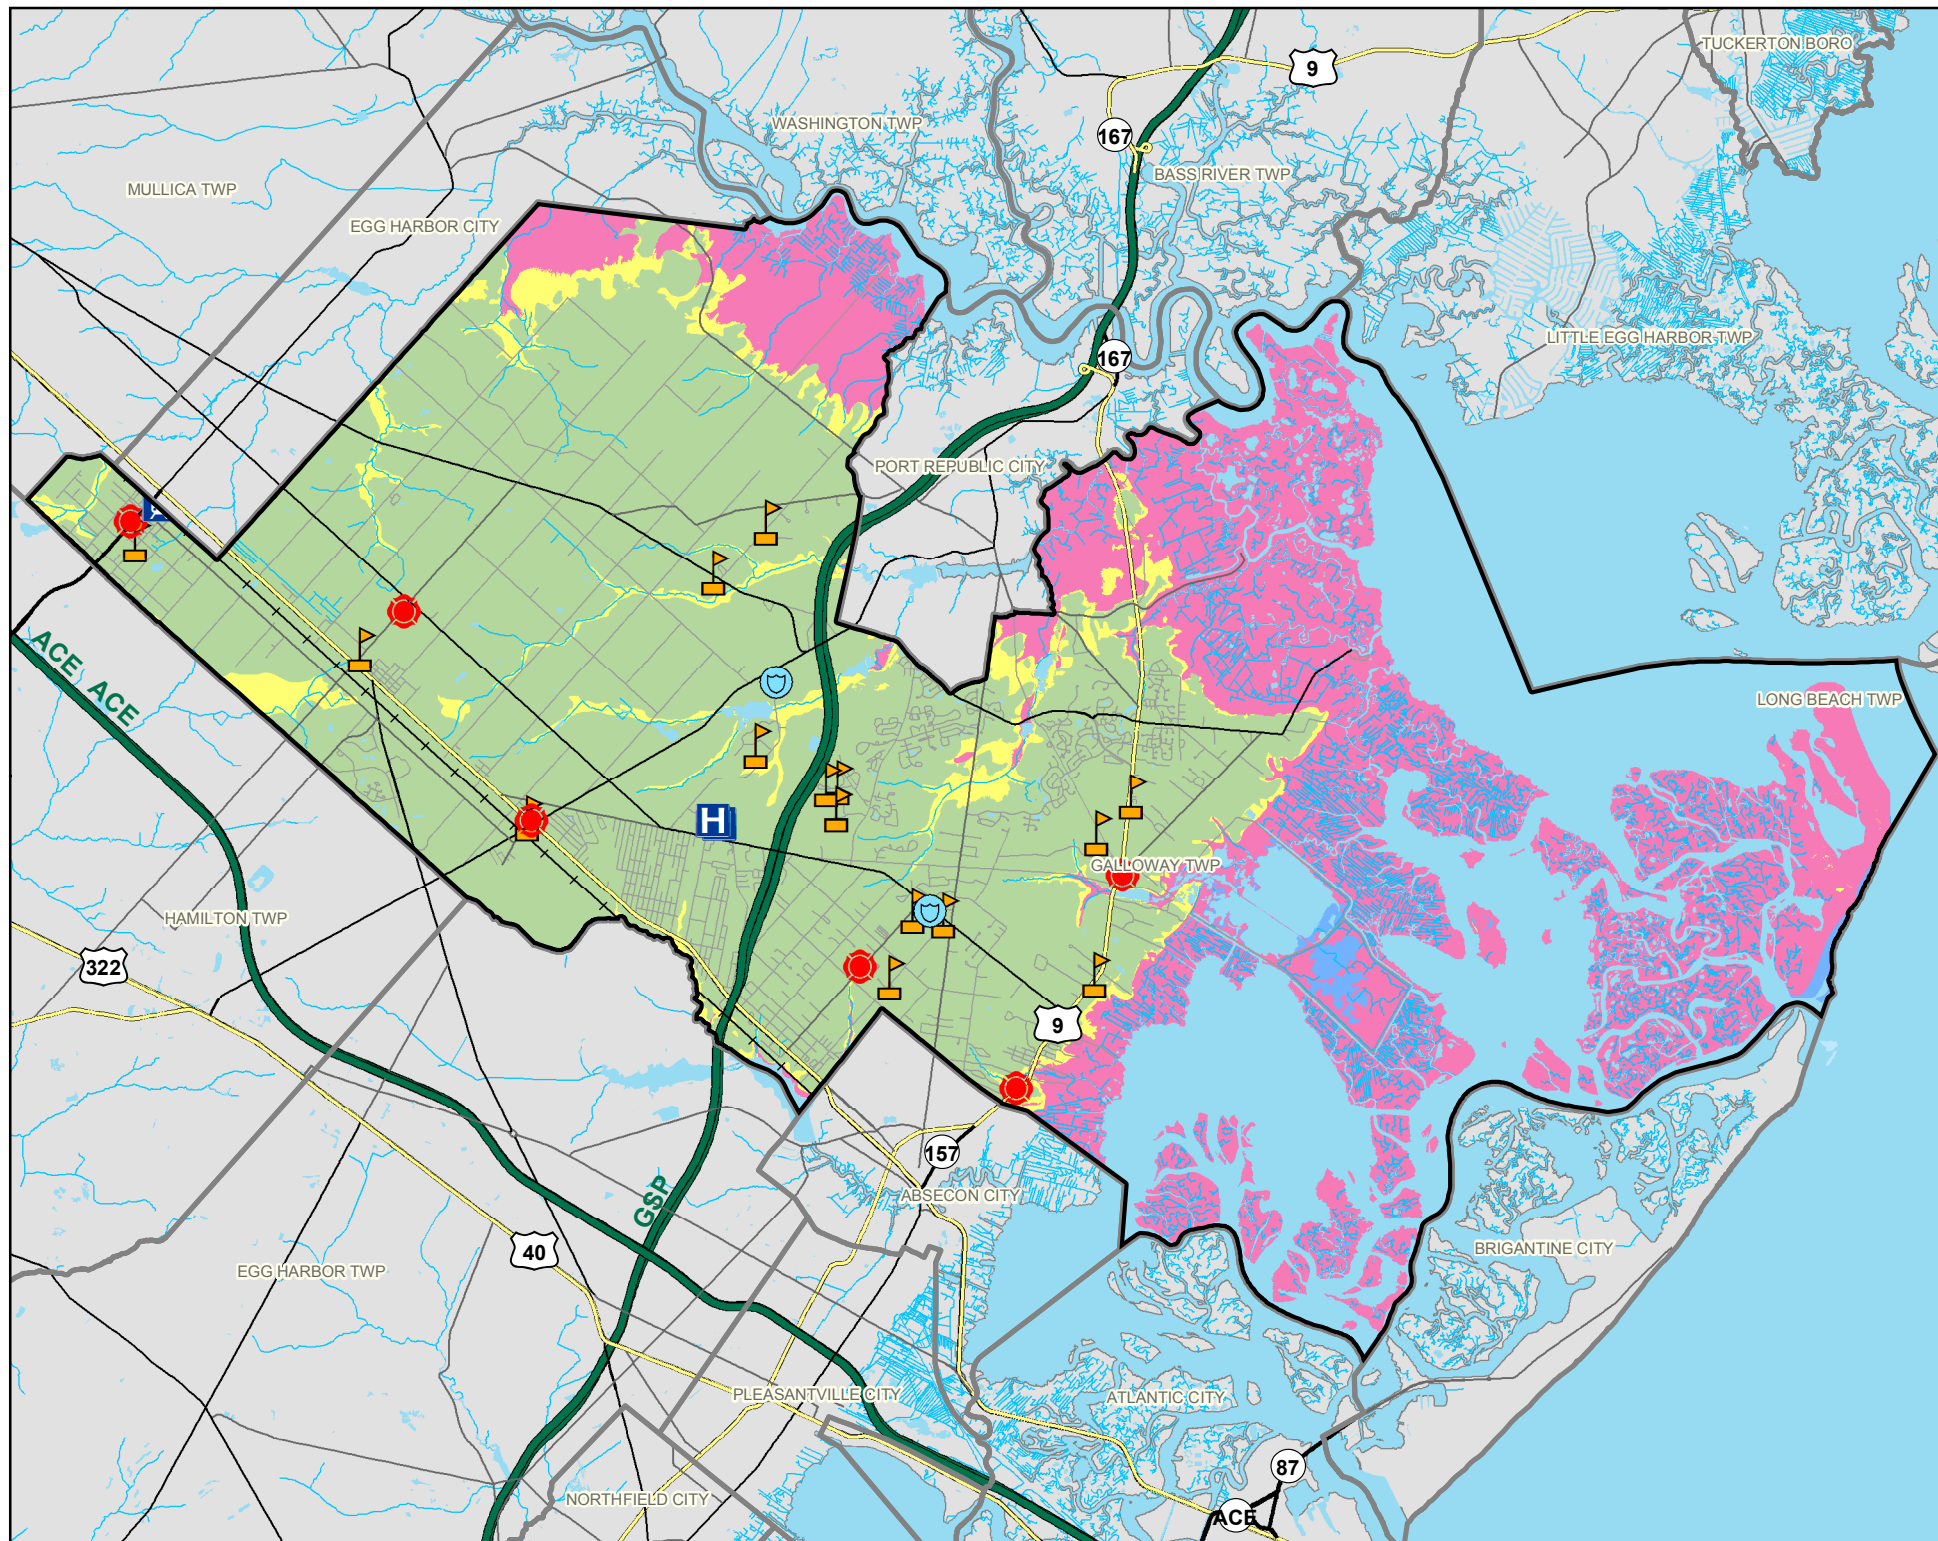 TUCKERTON BORO
9
WASHINGTON TWP
167
BASS RIVER TWP
MULLICA TWP
EGG HARBOR CITY
LITTLE EGG HARBOR TWP
167
PORT REPUBLIC CITY
ACE ACE
LONG BEACH TWP
H
GALLOWAY TWP
HAMILTON TWP
322
9
157
ABSECON CITY
GSP
40
BRIGANTINE CITY
EGG HARBOR TWP
PLEASANTVILLE CITY
ATLANTIC CITY
87
NORTHFIELD CITY
ACE